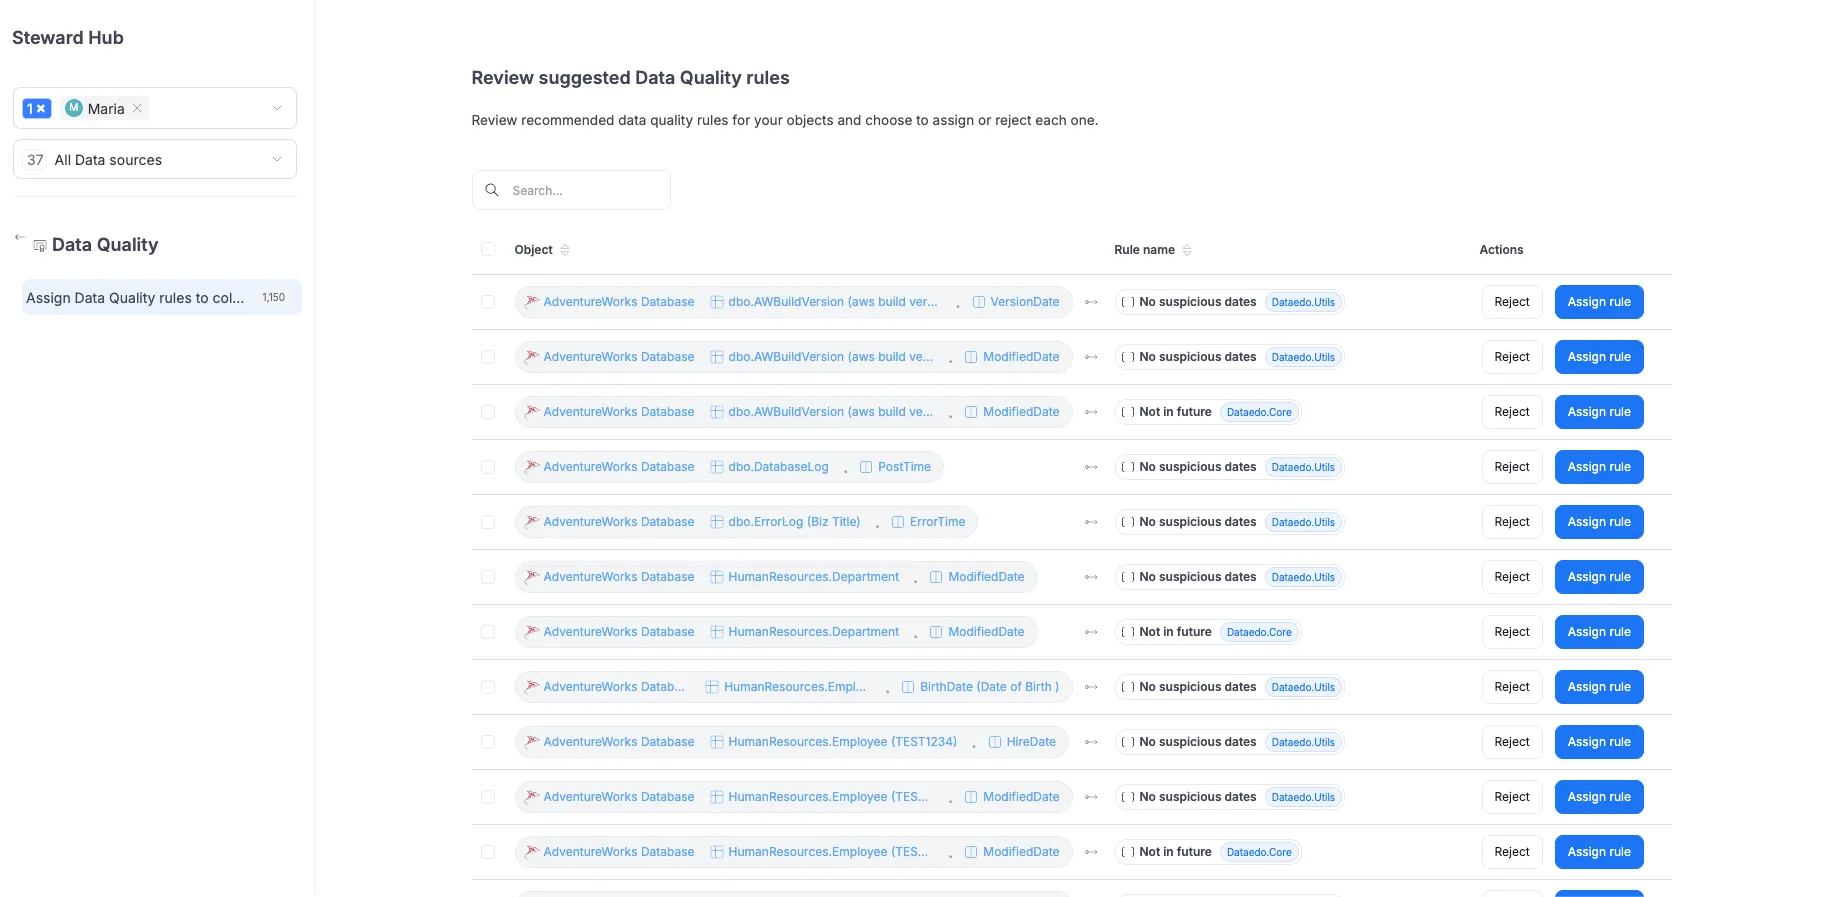 Steward Hub
1 M Maria
37 All Data sources
Data Quality
Assign Data Quality rules to col... 1,150
Review suggested Data Quality rules
Review recommended data quality rules for your objects and choose to assign or reject each one.
Search...
Object Rule name Actions
AdventureWorks Database dbo.AWBuildVersion (aws build ver... . VersionDate No suspicious dates Dataedo.Utils Reject Assign rule
AdventureWorks Database dbo.AWBuildVersion (aws build ve... . ModifiedDate No suspicious dates Dataedo.Utils Reject Assign rule
AdventureWorks Database dbo.AWBuildVersion (aws build ve... . ModifiedDate Not in future Dataedo.Core Reject Assign rule
AdventureWorks Database dbo.DatabaseLog . PostTime No suspicious dates Dataedo.Utils Reject Assign rule
AdventureWorks Database dbo.ErrorLog (Biz Title) . ErrorTime No suspicious dates Dataedo.Utils Reject Assign rule
AdventureWorks Database HumanResources.Department . ModifiedDate No suspicious dates Dataedo.Utils Reject Assign rule
AdventureWorks Database HumanResources.Department . ModifiedDate Not in future Dataedo.Core Reject Assign rule
AdventureWorks Datab... HumanResources.Empl... . BirthDate (Date of Birth ) No suspicious dates Dataedo.Utils Reject Assign rule
AdventureWorks Database HumanResources.Employee (TEST1234) . HireDate No suspicious dates Dataedo.Utils Reject Assign rule
AdventureWorks Database HumanResources.Employee (TES... . ModifiedDate No suspicious dates Dataedo.Utils Reject Assign rule
AdventureWorks Database HumanResources.Employee (TES... . ModifiedDate Not in future Dataedo.Core Reject Assign rule